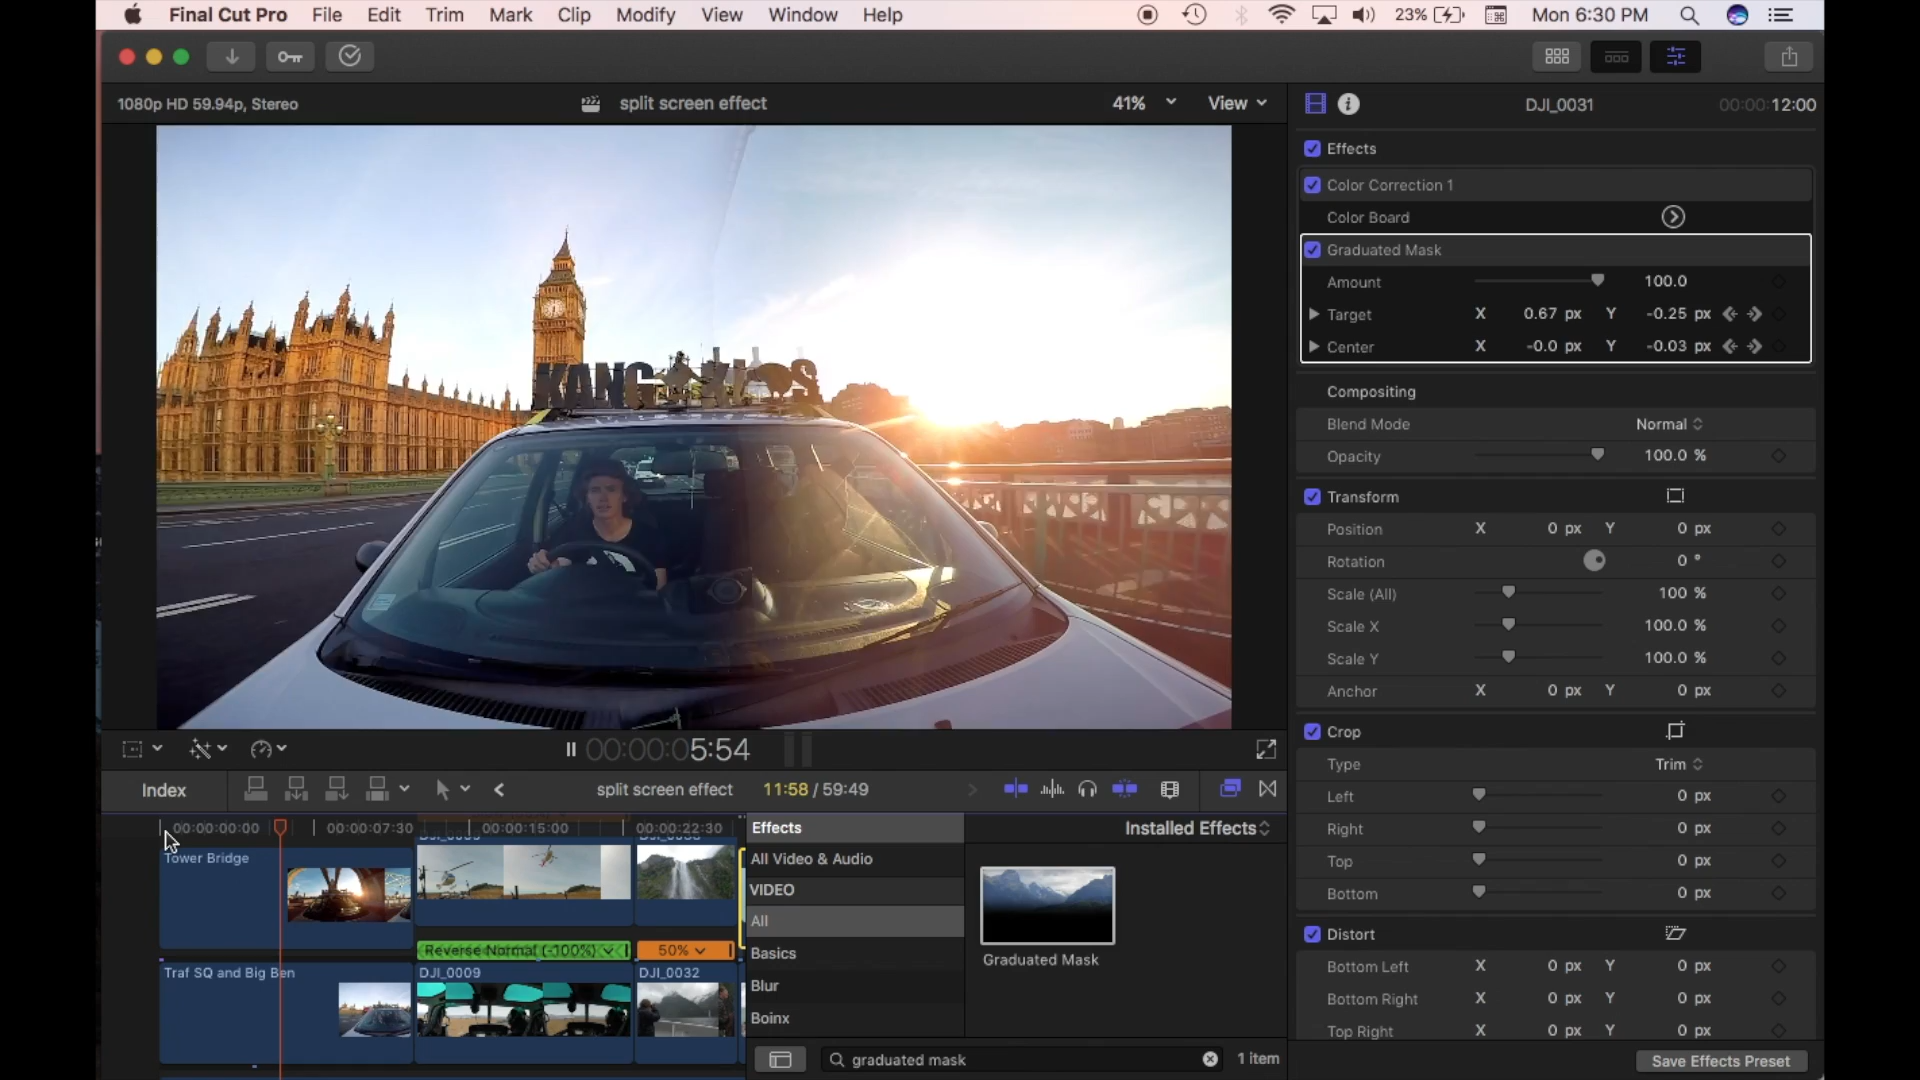 Final Cut Pro File Edit Trim Mark Clip Modify View Window Help 23% Mon 6:30 PM
1080p HD 59.94p, Stereo split screen effect 41% View DJI_0031 00:00:12:00
Effects
Color Correction 1
Color Board
Graduated Mask
Amount 100.0
Target X 0.67 px Y -0.25 px
Center X -0.0 px Y -0.03 px
Compositing
Blend Mode Normal
Opacity 100.0 %
Transform
Position X 0 px Y 0 px
Rotation 0 °
Scale (All) 100 %
Scale X 100.0 %
Scale Y 100.0 %
Anchor X 0 px Y 0 px
Crop
Type Trim
Left 0 px
Right 0 px
Top 0 px
Bottom 0 px
Distort
Bottom Left X 0 px Y 0 px
Bottom Right X 0 px Y 0 px
Top Right X 0 px Y 0 px
Save Effects Preset
00:00:05:54
Index split screen effect 11:58 / 59:49
00:00:00:00 00:00:07:30 00:00:15:00 00:00:22:30
Tower Bridge
Reverse Normal (-100%) 50%
Traf SQ and Big Ben DJI_0009 DJI_0032
Effects Installed Effects
All Video & Audio
VIDEO
All
Basics
Blur
Boinx
Graduated Mask
graduated mask 1 item